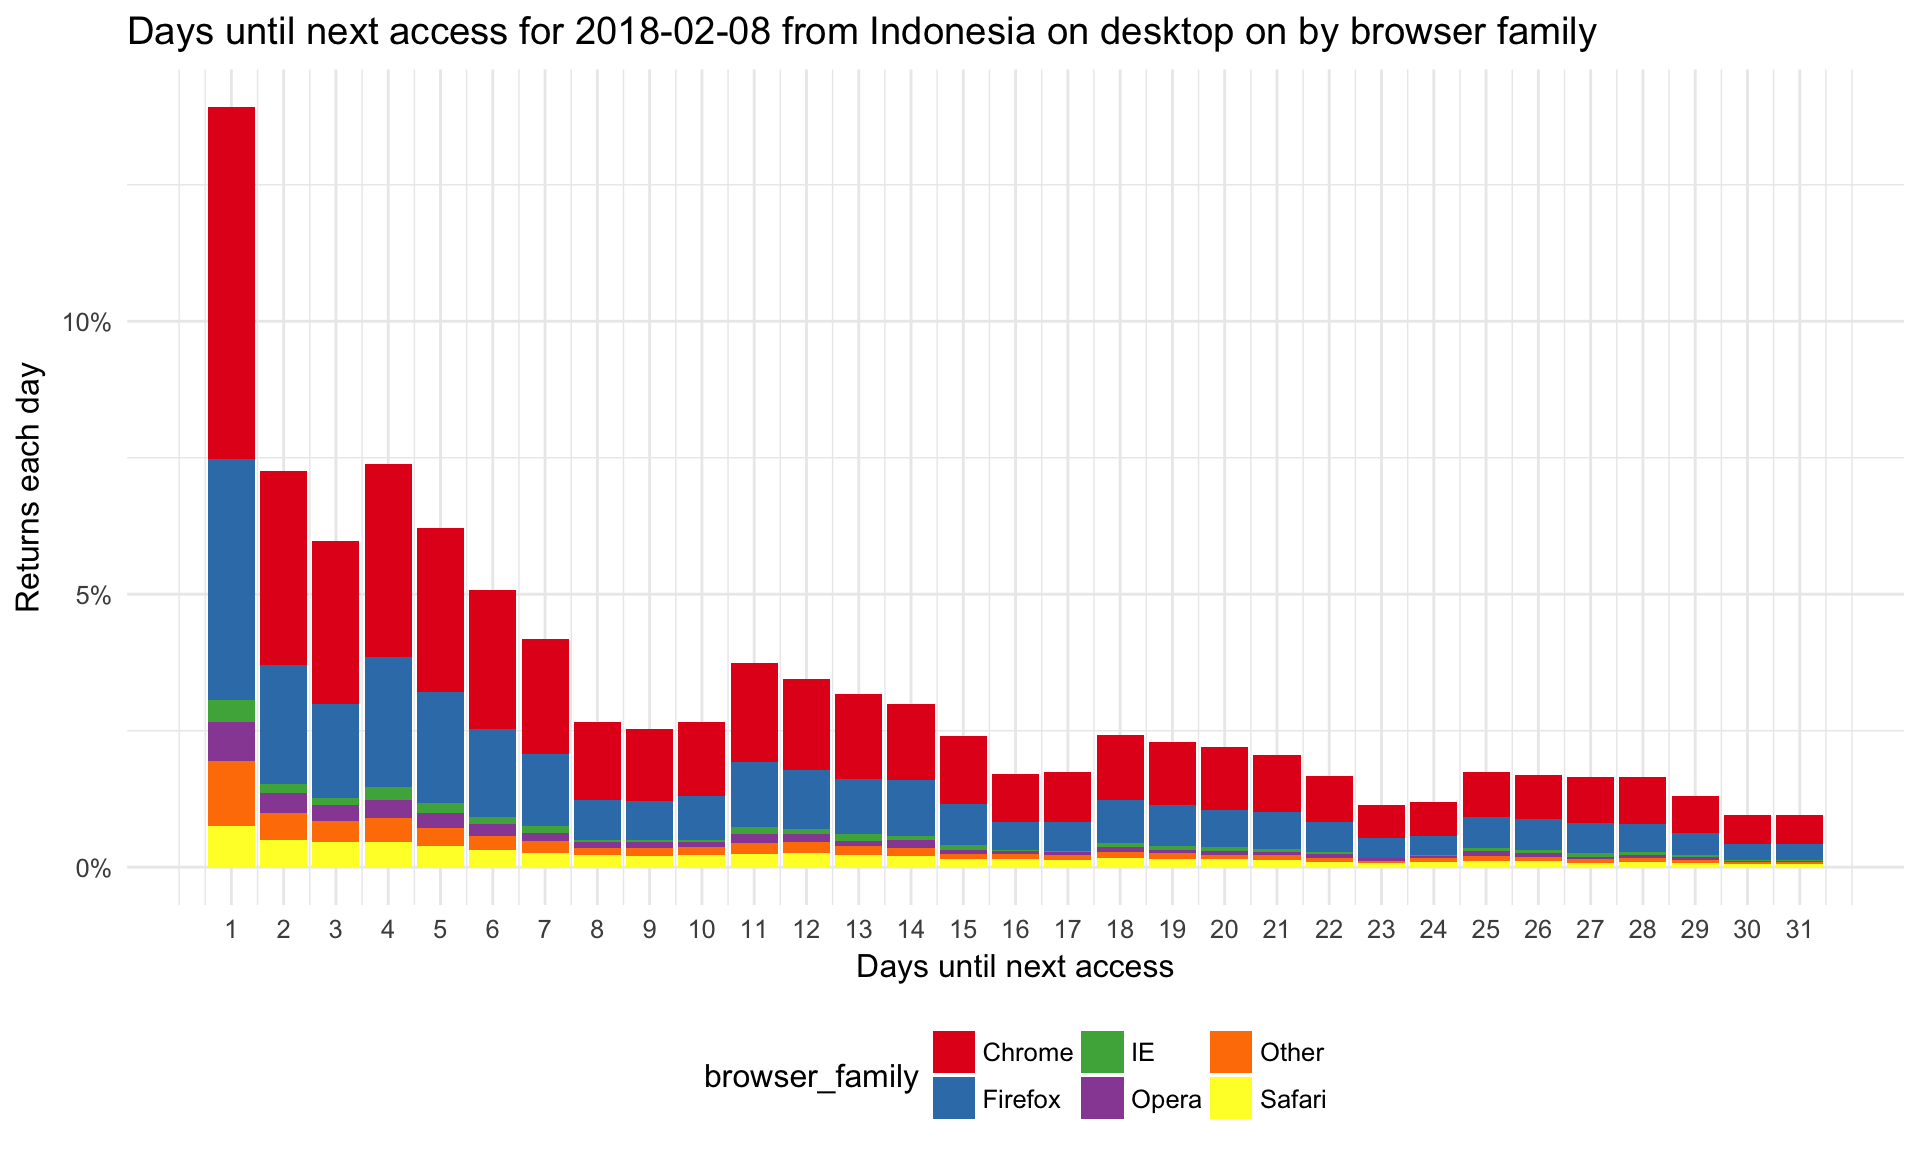 Days until next access for 2018-02-08 from Indonesia on desktop on by browser family
Returns each day
10%
5%
0%
1 2 3 4 5 6 7 8 9 10 11 12 13 14 15 16 17 18 19 20 21 22 23 24 25 26 27 28 29 30 31
Days until next access
browser_family
Chrome IE Other
Firefox Opera Safari